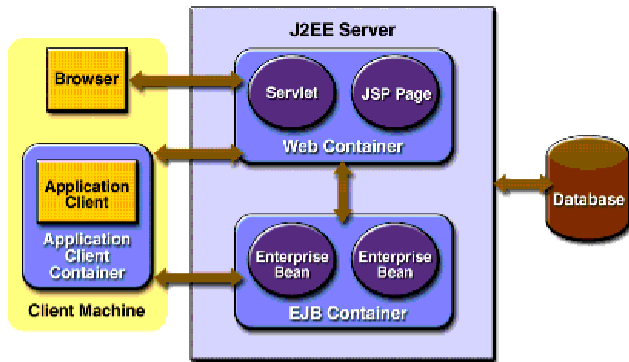 J2EE Server
Browser
Servlet
JSP Page
Web Container
Application
Client
Application
Client
Container
Client Machine
Enterprise
Bean
Enterprise
Bean
EJB Container
Database